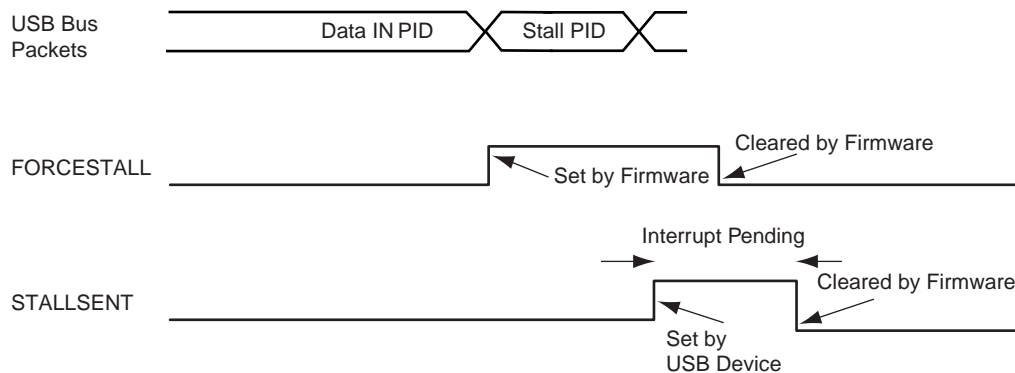 USB Bus
Packets
Data IN PID
Stall PID
FORCESTALL
Set by Firmware
Cleared by Firmware
Interrupt Pending
STALLSENT
Cleared by Firmware
Set by
USB Device